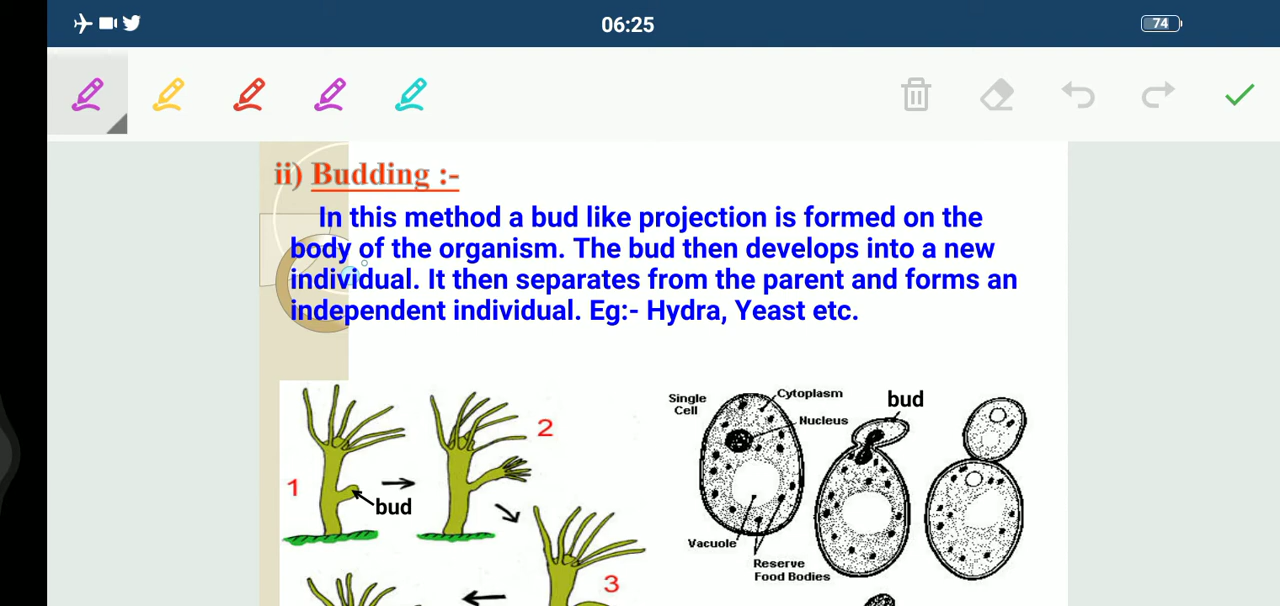 06:25
74
ii) Budding :-
In this method a bud like projection is formed on the
body of the organism. The bud then develops into a new
individual. It then separates from the parent and forms an
independent individual. Eg:- Hydra, Yeast etc.
1
bud
2
3
Single
Cell
Cytoplasm
Nucleus
bud
Vacuole
Reserve
Food Bodies